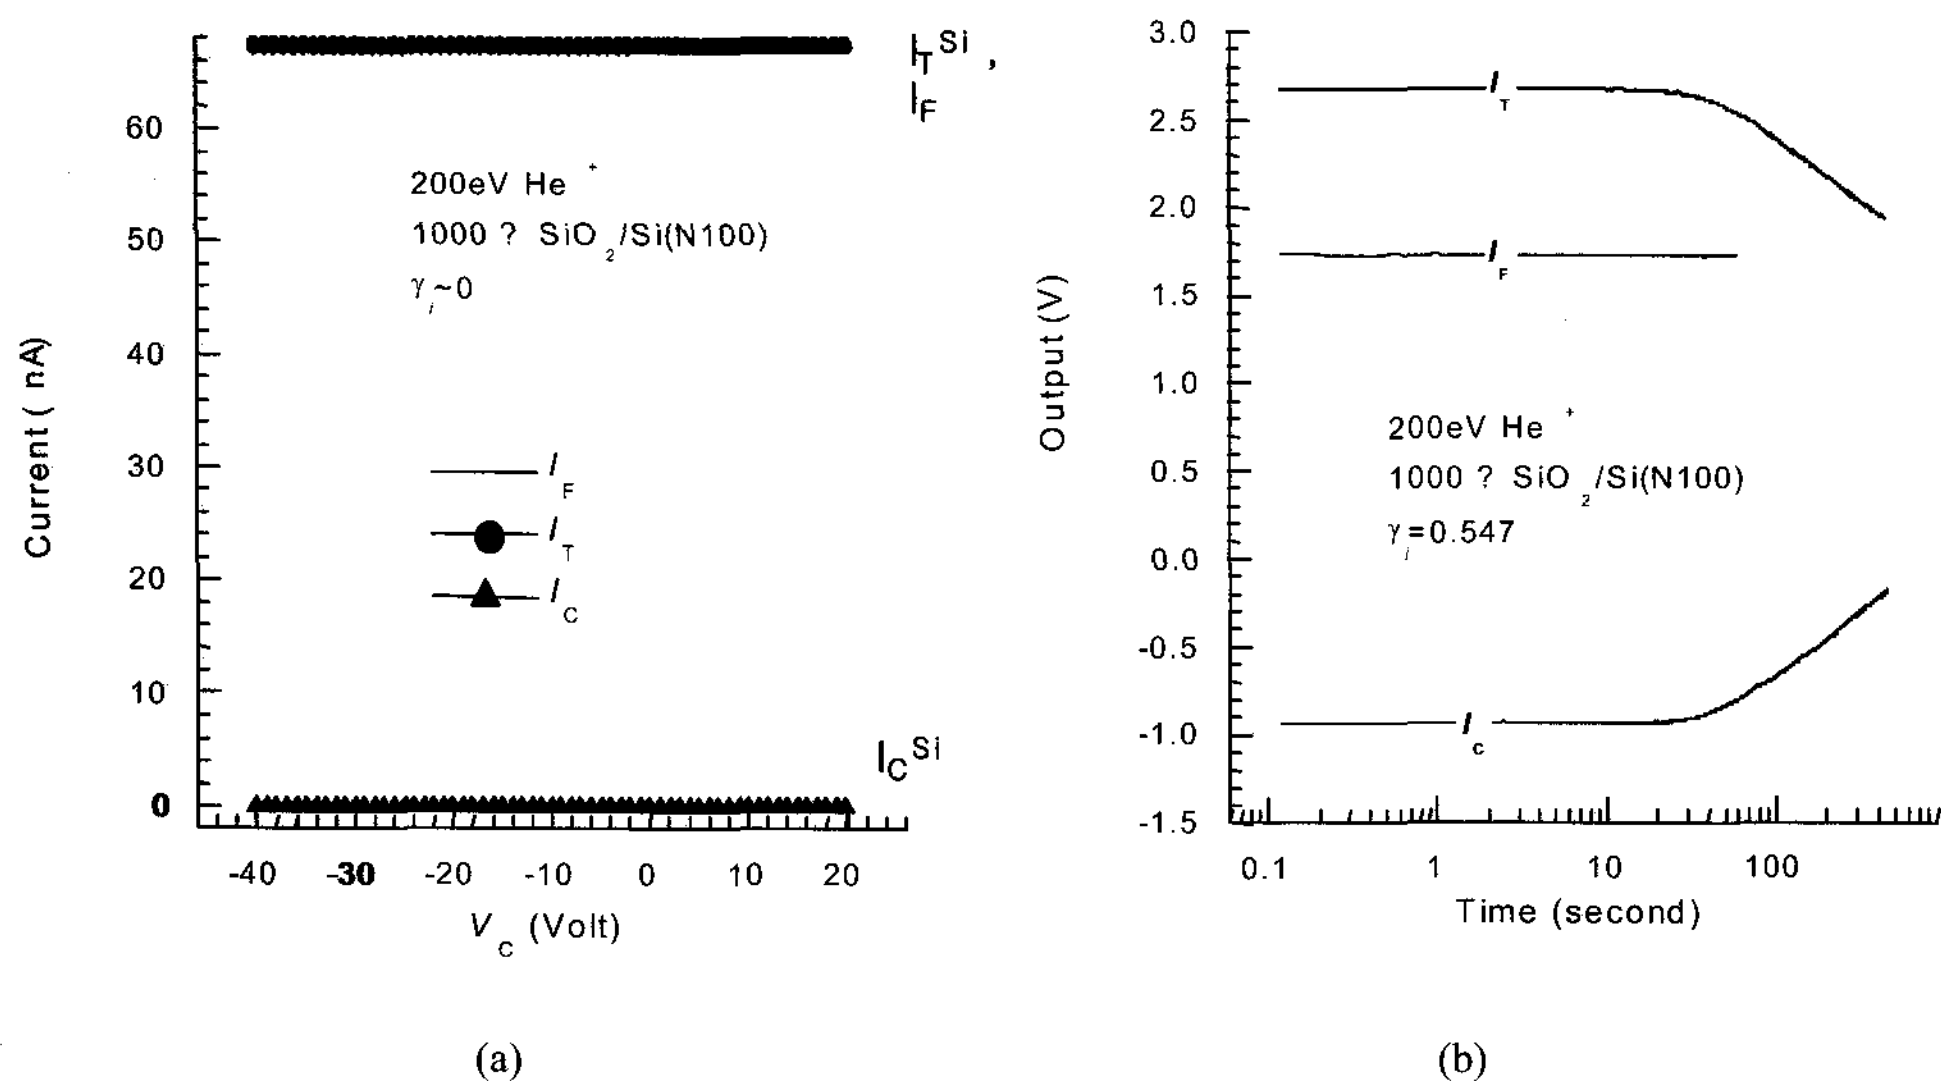 I_T^Si ,
I_F
60
50
40
30
20
10
0
Current ( nA)
200eV He +
1000 ? SiO2/Si(N100)
γi~0
I_F
I_T
I_C
I_C^Si
-40 -30 -20 -10 0 10 20
V_C (Volt)
(a)
3.0
2.5
2.0
1.5
1.0
0.5
0.0
-0.5
-1.0
-1.5
Output (V)
I_T
I_F
200eV He +
1000 ? SiO2/Si(N100)
γi=0.547
I_C
0.1 1 10 100
Time (second)
(b)